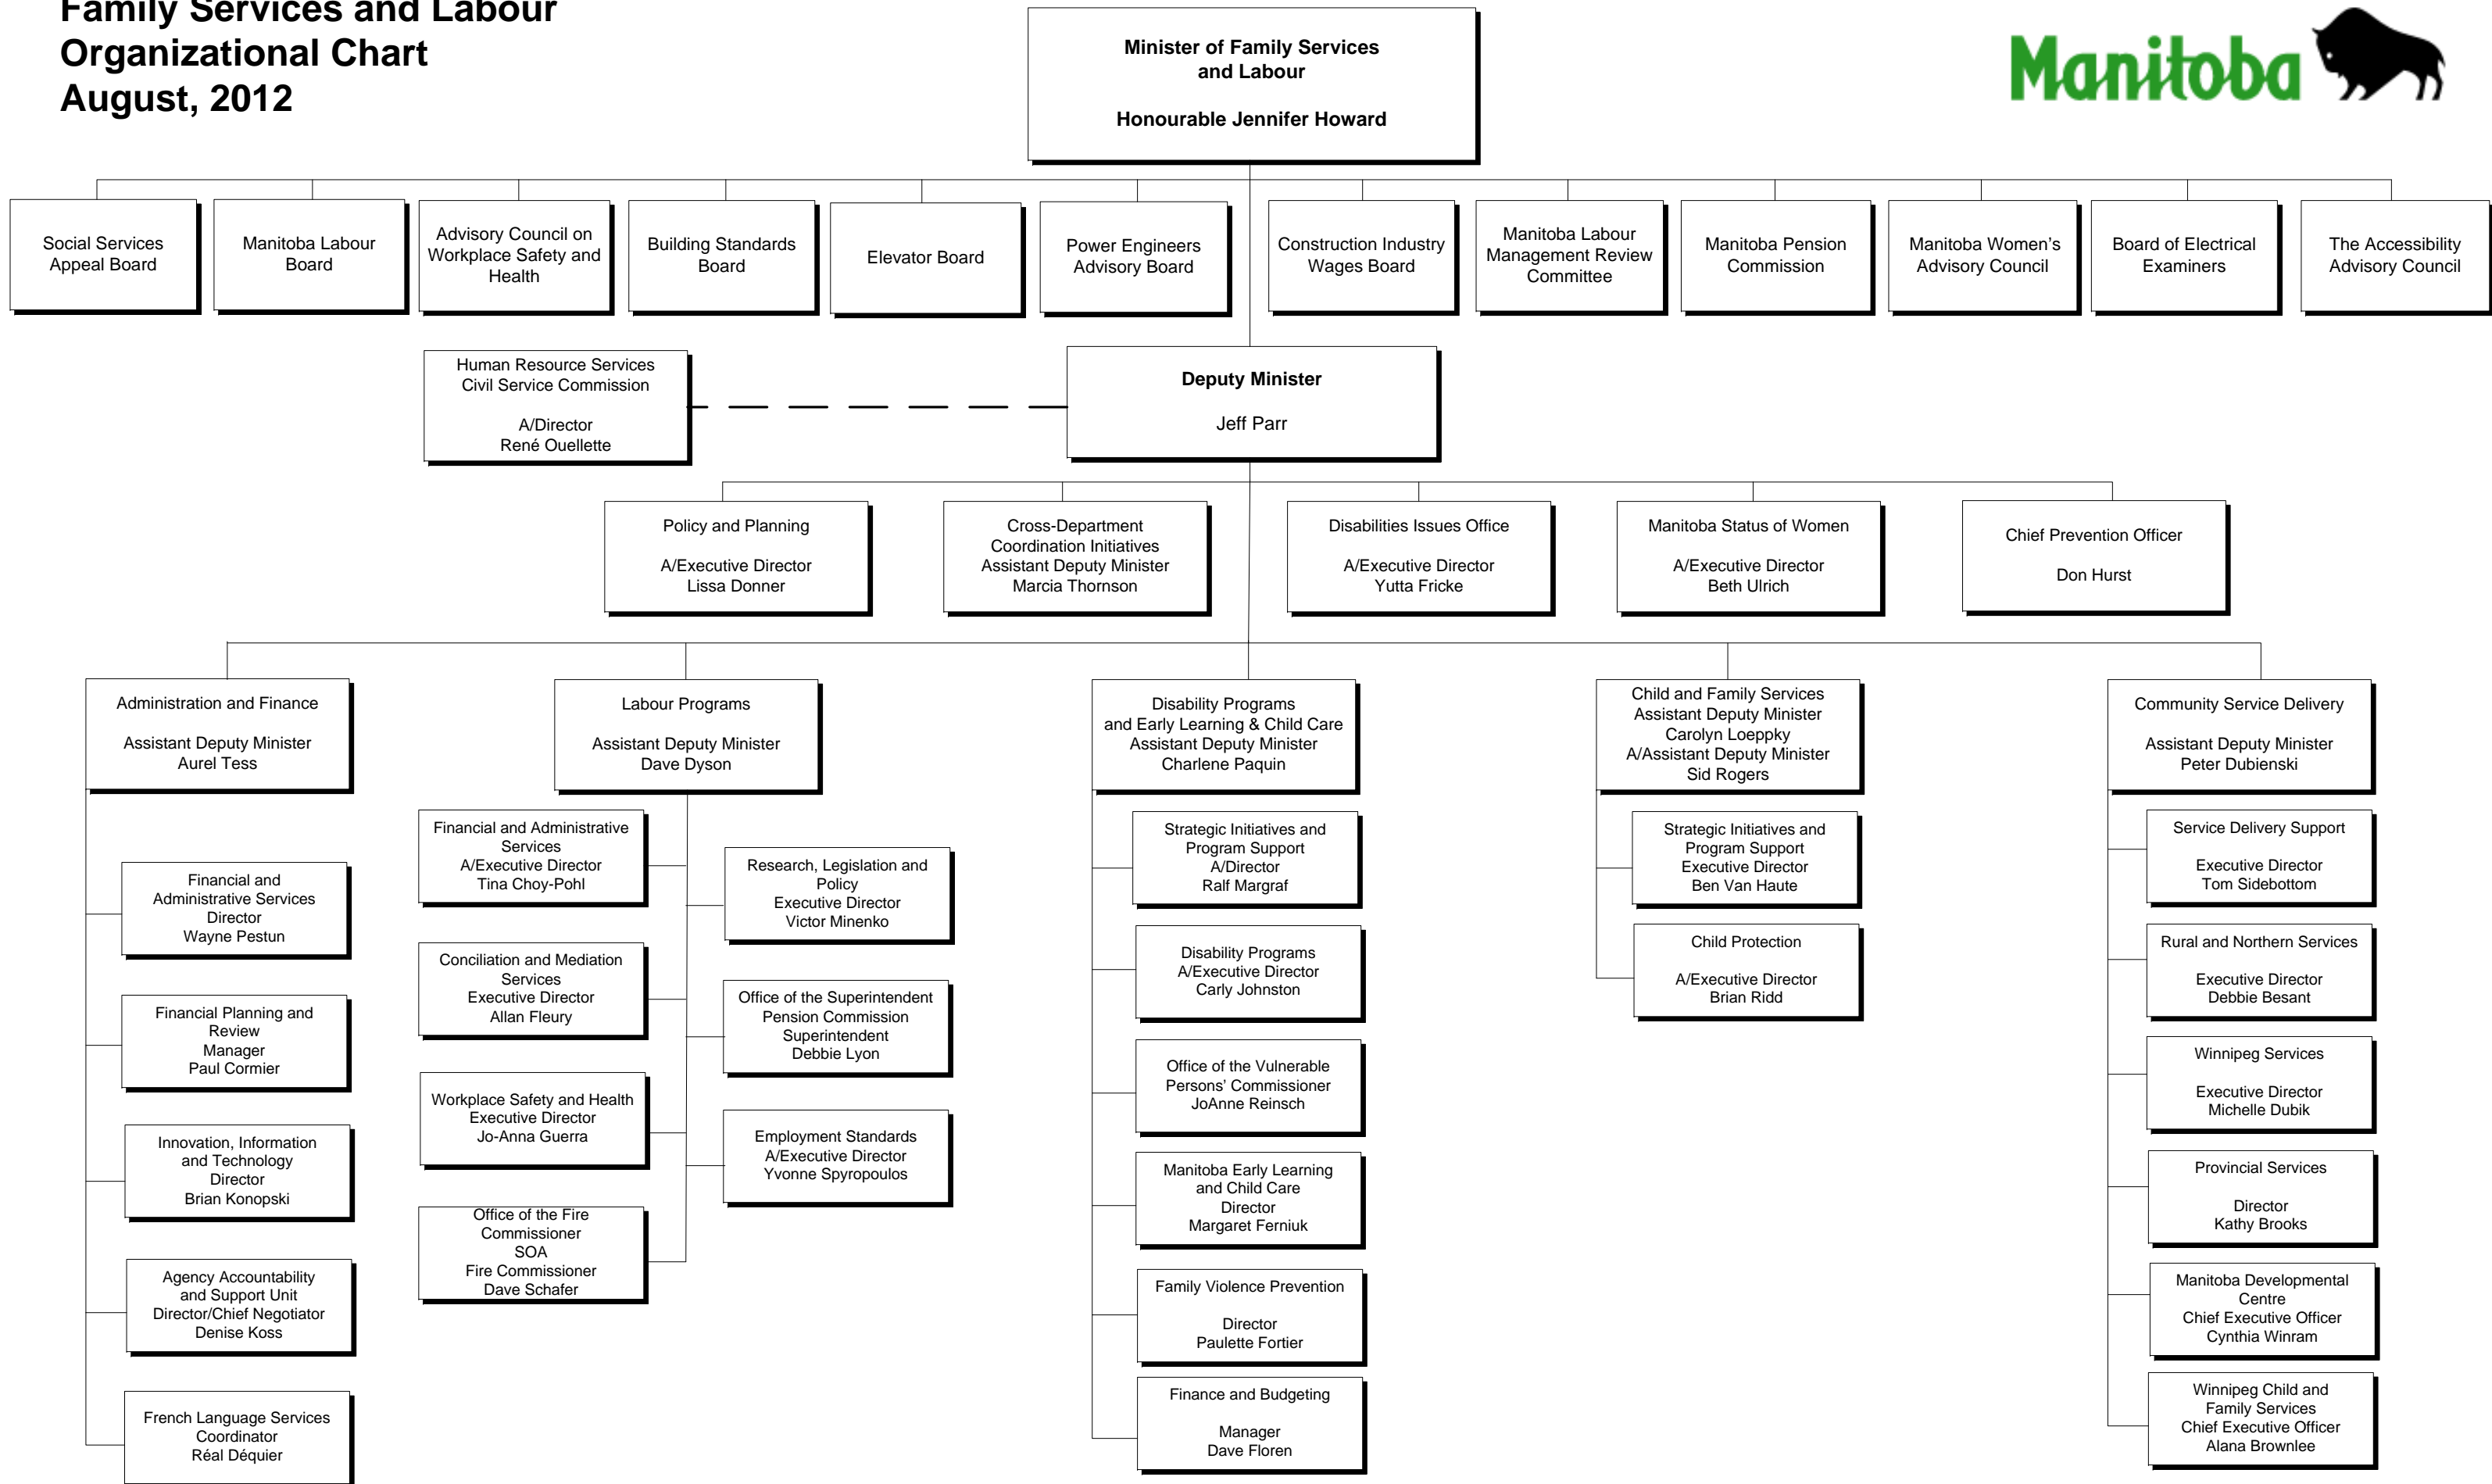 Family Services and Labour
Organizational Chart
August, 2012
Minister of Family Services
and Labour
Honourable Jennifer Howard
Manitoba
Social Services
Appeal Board
Manitoba Labour
Board
Advisory Council on
Workplace Safety and
Health
Building Standards
Board
Elevator Board
Power Engineers
Advisory Board
Construction Industry
Wages Board
Manitoba Labour
Management Review
Committee
Manitoba Pension
Commission
Manitoba Women's
Advisory Council
Board of Electrical
Examiners
The Accessibility
Advisory Council
Human Resource Services
Civil Service Commission
A/Director
René Ouellette
Deputy Minister
Jeff Parr
Policy and Planning
A/Executive Director
Lissa Donner
Cross-Department
Coordination Initiatives
Assistant Deputy Minister
Marcia Thornson
Disabilities Issues Office
A/Executive Director
Yutta Fricke
Manitoba Status of Women
A/Executive Director
Beth Ulrich
Chief Prevention Officer
Don Hurst
Administration and Finance
Assistant Deputy Minister
Aurel Tess
Financial and
Administrative Services
Director
Wayne Pestun
Financial Planning and
Review
Manager
Paul Cormier
Innovation, Information
and Technology
Director
Brian Konopski
Agency Accountability
and Support Unit
Director/Chief Negotiator
Denise Koss
French Language Services
Coordinator
Réal Déquier
Labour Programs
Assistant Deputy Minister
Dave Dyson
Financial and Administrative
Services
A/Executive Director
Tina Choy-Pohl
Research, Legislation and
Policy
Executive Director
Victor Minenko
Conciliation and Mediation
Services
Executive Director
Allan Fleury
Office of the Superintendent
Pension Commission
Superintendent
Debbie Lyon
Workplace Safety and Health
Executive Director
Jo-Anna Guerra
Employment Standards
A/Executive Director
Yvonne Spyropoulos
Office of the Fire
Commissioner
SOA
Fire Commissioner
Dave Schafer
Disability Programs
and Early Learning & Child Care
Assistant Deputy Minister
Charlene Paquin
Strategic Initiatives and
Program Support
A/Director
Ralf Margraf
Disability Programs
A/Executive Director
Carly Johnston
Office of the Vulnerable
Persons' Commissioner
JoAnne Reinsch
Manitoba Early Learning
and Child Care
Director
Margaret Ferniuk
Family Violence Prevention
Director
Paulette Fortier
Finance and Budgeting
Manager
Dave Floren
Child and Family Services
Assistant Deputy Minister
Carolyn Loeppky
A/Assistant Deputy Minister
Sid Rogers
Strategic Initiatives and
Program Support
Executive Director
Ben Van Haute
Child Protection
A/Executive Director
Brian Ridd
Community Service Delivery
Assistant Deputy Minister
Peter Dubienski
Service Delivery Support
Executive Director
Tom Sidebottom
Rural and Northern Services
Executive Director
Debbie Besant
Winnipeg Services
Executive Director
Michelle Dubik
Provincial Services
Director
Kathy Brooks
Manitoba Developmental
Centre
Chief Executive Officer
Cynthia Winram
Winnipeg Child and
Family Services
Chief Executive Officer
Alana Brownlee